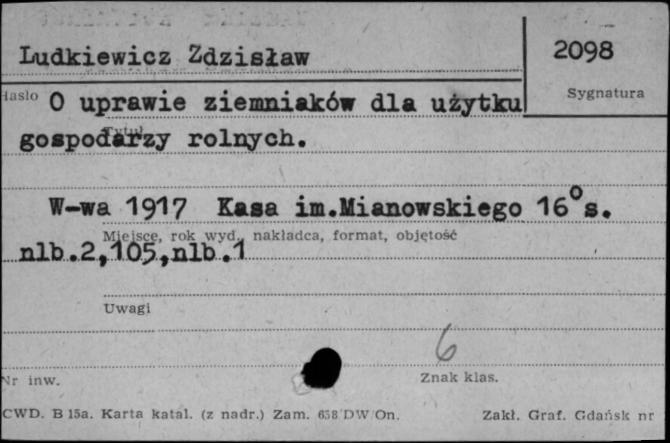 Ludkiewicz Zdzisław
2098
Hasło
Sygnatura
O uprawie ziemniaków dla użytku
Tytuł
gospodarzy rolnych.
W-wa 1917 Kasa im.Mianowskiego 16°s.
Miejsce, rok wyd., nakładca, format, objętość
nlb.2,105,nlb.1
Uwagi
6
Nr inw.
Znak klas.
CWD. B 15a. Karta katal. (z nadr.) Zam. 658 DW/On.
Zakł. Graf. Gdańsk nr